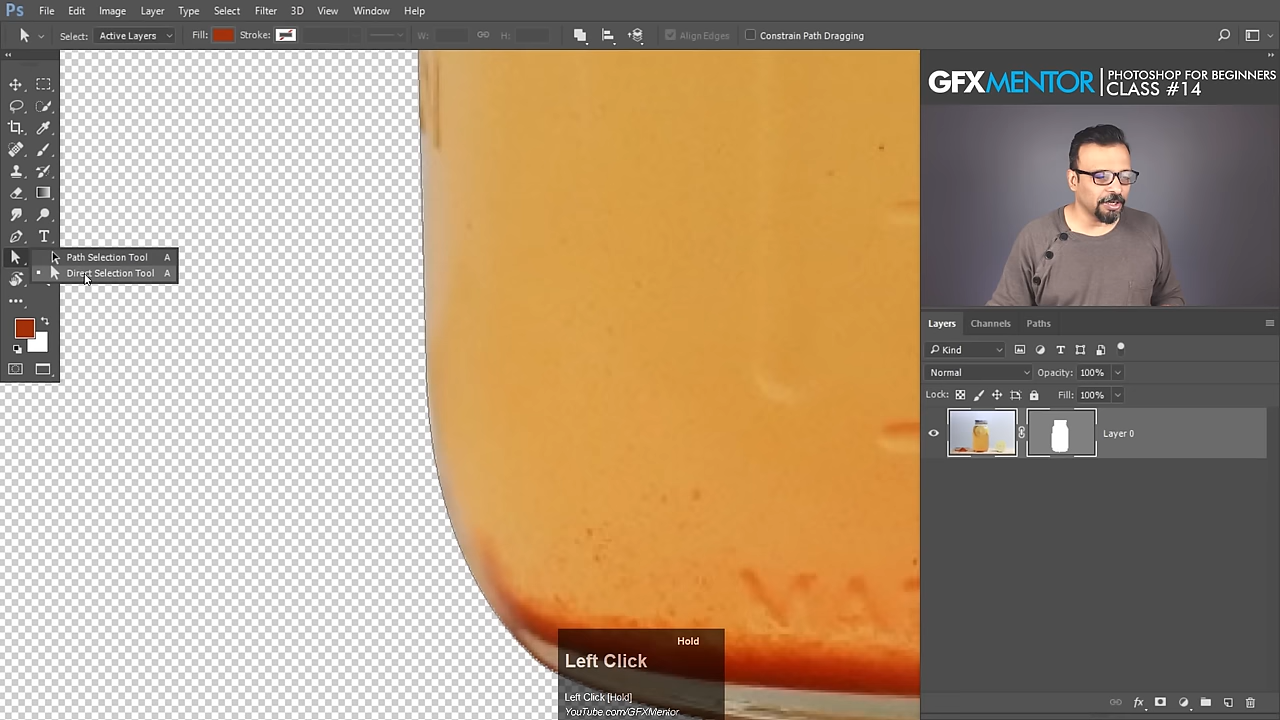 Ps File Edit Image Layer Type Select Filter 3D View Window Help
Select: Active Layers Fill: Stroke: W: H: Align Edges Constrain Path Dragging
GFXMENTOR PHOTOSHOP FOR BEGINNERS
CLASS #14
T
Path Selection Tool A
Direct Selection Tool A
Layers Channels Paths
Kind T
Normal Opacity: 100%
Lock: Fill: 100%
Layer 0
fx
Hold
Left Click
Left Click [Hold]
YouTube.com/GFXMentor